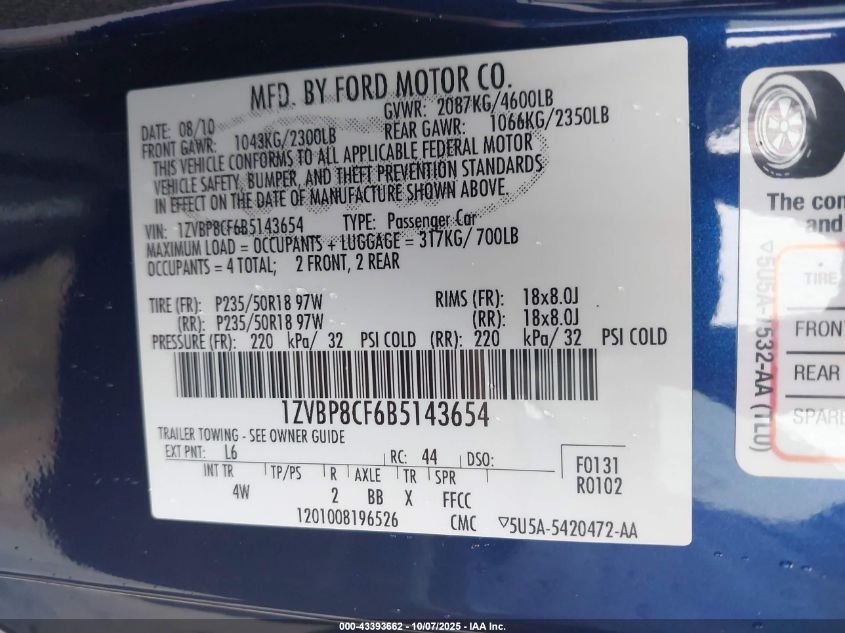 MFD. BY FORD MOTOR CO.
DATE: 08/10
GVWR: 2087KG/4600LB
FRONT GAWR: 1043KG/2300LB
REAR GAWR: 1066KG/2350LB
THIS VEHICLE CONFORMS TO ALL APPLICABLE FEDERAL MOTOR
VEHICLE SAFETY, BUMPER, AND THEFT PREVENTION STANDARDS
IN EFFECT ON THE DATE OF MANUFACTURE SHOWN ABOVE.
VIN: 1ZVBP8CF6B5143654 TYPE: Passenger Car
MAXIMUM LOAD = OCCUPANTS + LUGGAGE = 317KG/700LB
OCCUPANTS = 4 TOTAL; 2 FRONT, 2 REAR
TIRE (FR): P235/50R18 97W RIMS (FR): 18x8.0J
(RR): P235/50R18 97W (RR): 18x8.0J
PRESSURE (FR): 220 kPa/ 32 PSI COLD (RR): 220 kPa/ 32 PSI COLD
1ZVBP8CF6B5143654
TRAILER TOWING - SEE OWNER GUIDE
EXT PNT: L6 RC: 44 DSO:
INT TR TP/PS R AXLE TR SPR
4W 2 BB X FFCC
F0131
R0102
1201008196526 CMC ▽5U5A-5420472-AA
The con
and
TIRE
FRONT
REAR
SPARE
▽5U5A-1532-AA (TLU)
000-43393662 - 10/07/2025 - IAA Inc.